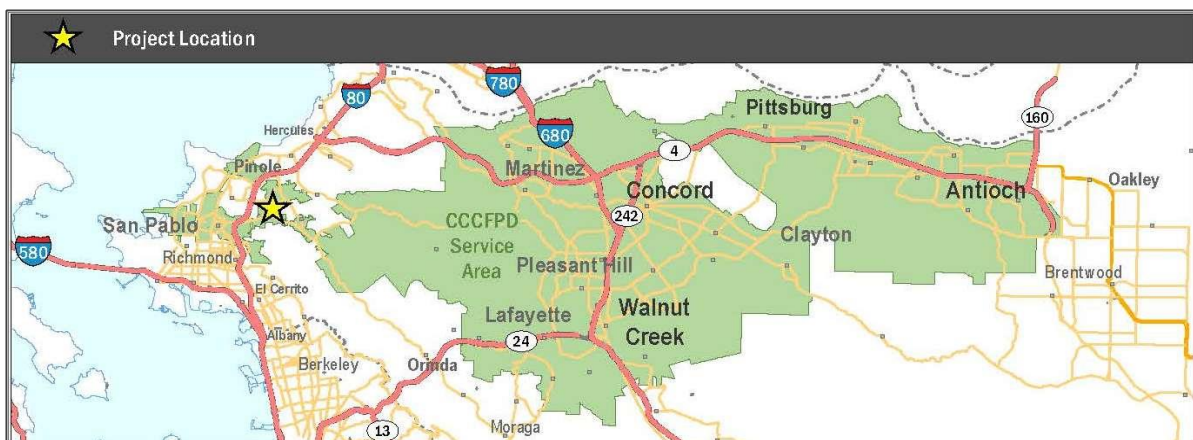 Project Location
780
80
Pittsburg
160
Hercules
680
4
Pinole
Martinez
Concord
Antioch
Oakley
San Pablo
CCCFPD
Service
Area
242
Clayton
580
Richmond
Pleasant Hill
Brentwood
El Cerrito
Lafayette
Walnut
Creek
Albany
24
Berkeley
Orinda
13
Moraga